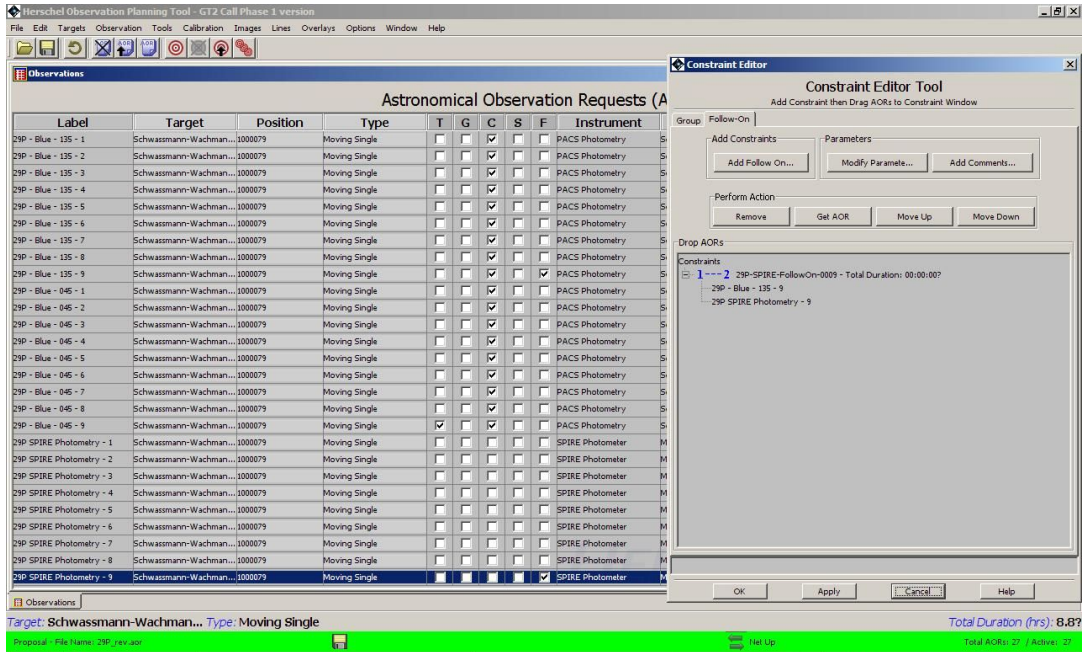 Herschel Observation Planning Tool - GT2 Call Phase 1 version
File Edit Targets Observation Tools Calibration Images Lines Overlays Options Window Help
Observations
Astronomical Observation Requests (A
Label Target Position Type T G C S F Instrument
29P - Blue - 135 - 1 Schwassmann-Wachman... 1000079 Moving Single PACS Photometry
29P - Blue - 135 - 2 Schwassmann-Wachman... 1000079 Moving Single PACS Photometry
29P - Blue - 135 - 3 Schwassmann-Wachman... 1000079 Moving Single PACS Photometry
29P - Blue - 135 - 4 Schwassmann-Wachman... 1000079 Moving Single PACS Photometry
29P - Blue - 135 - 5 Schwassmann-Wachman... 1000079 Moving Single PACS Photometry
29P - Blue - 135 - 6 Schwassmann-Wachman... 1000079 Moving Single PACS Photometry
29P - Blue - 135 - 7 Schwassmann-Wachman... 1000079 Moving Single PACS Photometry
29P - Blue - 135 - 8 Schwassmann-Wachman... 1000079 Moving Single PACS Photometry
29P - Blue - 135 - 9 Schwassmann-Wachman... 1000079 Moving Single PACS Photometry
29P - Blue - 045 - 1 Schwassmann-Wachman... 1000079 Moving Single PACS Photometry
29P - Blue - 045 - 2 Schwassmann-Wachman... 1000079 Moving Single PACS Photometry
29P - Blue - 045 - 3 Schwassmann-Wachman... 1000079 Moving Single PACS Photometry
29P - Blue - 045 - 4 Schwassmann-Wachman... 1000079 Moving Single PACS Photometry
29P - Blue - 045 - 5 Schwassmann-Wachman... 1000079 Moving Single PACS Photometry
29P - Blue - 045 - 6 Schwassmann-Wachman... 1000079 Moving Single PACS Photometry
29P - Blue - 045 - 7 Schwassmann-Wachman... 1000079 Moving Single PACS Photometry
29P - Blue - 045 - 8 Schwassmann-Wachman... 1000079 Moving Single PACS Photometry
29P - Blue - 045 - 9 Schwassmann-Wachman... 1000079 Moving Single PACS Photometry
29P SPIRE Photometry - 1 Schwassmann-Wachman... 1000079 Moving Single SPIRE Photometer
29P SPIRE Photometry - 2 Schwassmann-Wachman... 1000079 Moving Single SPIRE Photometer
29P SPIRE Photometry - 3 Schwassmann-Wachman... 1000079 Moving Single SPIRE Photometer
29P SPIRE Photometry - 4 Schwassmann-Wachman... 1000079 Moving Single SPIRE Photometer
29P SPIRE Photometry - 5 Schwassmann-Wachman... 1000079 Moving Single SPIRE Photometer
29P SPIRE Photometry - 6 Schwassmann-Wachman... 1000079 Moving Single SPIRE Photometer
29P SPIRE Photometry - 7 Schwassmann-Wachman... 1000079 Moving Single SPIRE Photometer
29P SPIRE Photometry - 8 Schwassmann-Wachman... 1000079 Moving Single SPIRE Photometer
29P SPIRE Photometry - 9 Schwassmann-Wachman... 1000079 Moving Single SPIRE Photometer
Observations
Constraint Editor
Constraint Editor Tool
Add Constraint then Drag AORs to Constraint Window
Group Follow-On
Add Constraints Parameters
Add Follow On... Modify Paramete... Add Comments...
Perform Action
Remove Get AOR Move Up Move Down
Drop AORs
Constraints
1---2 29P-SPIRE-FollowOn-0009 - Total Duration: 00:00:00?
29P - Blue - 135 - 9
29P SPIRE Photometry - 9
OK Apply Cancel Help
Target: Schwassmann-Wachman... Type: Moving Single Total Duration (hrs): 8.8?
Proposal - File Name: 29P_rev.aor Net Up Total AORs: 27 / Active: 27